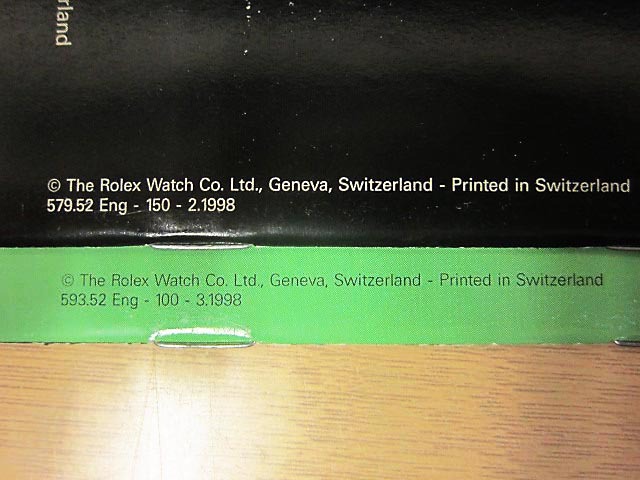 rland
© The Rolex Watch Co. Ltd., Geneva, Switzerland - Printed in Switzerland
579.52 Eng - 150 - 2.1998
© The Rolex Watch Co. Ltd., Geneva, Switzerland - Printed in Switzerland
593.52 Eng - 100 - 3.1998